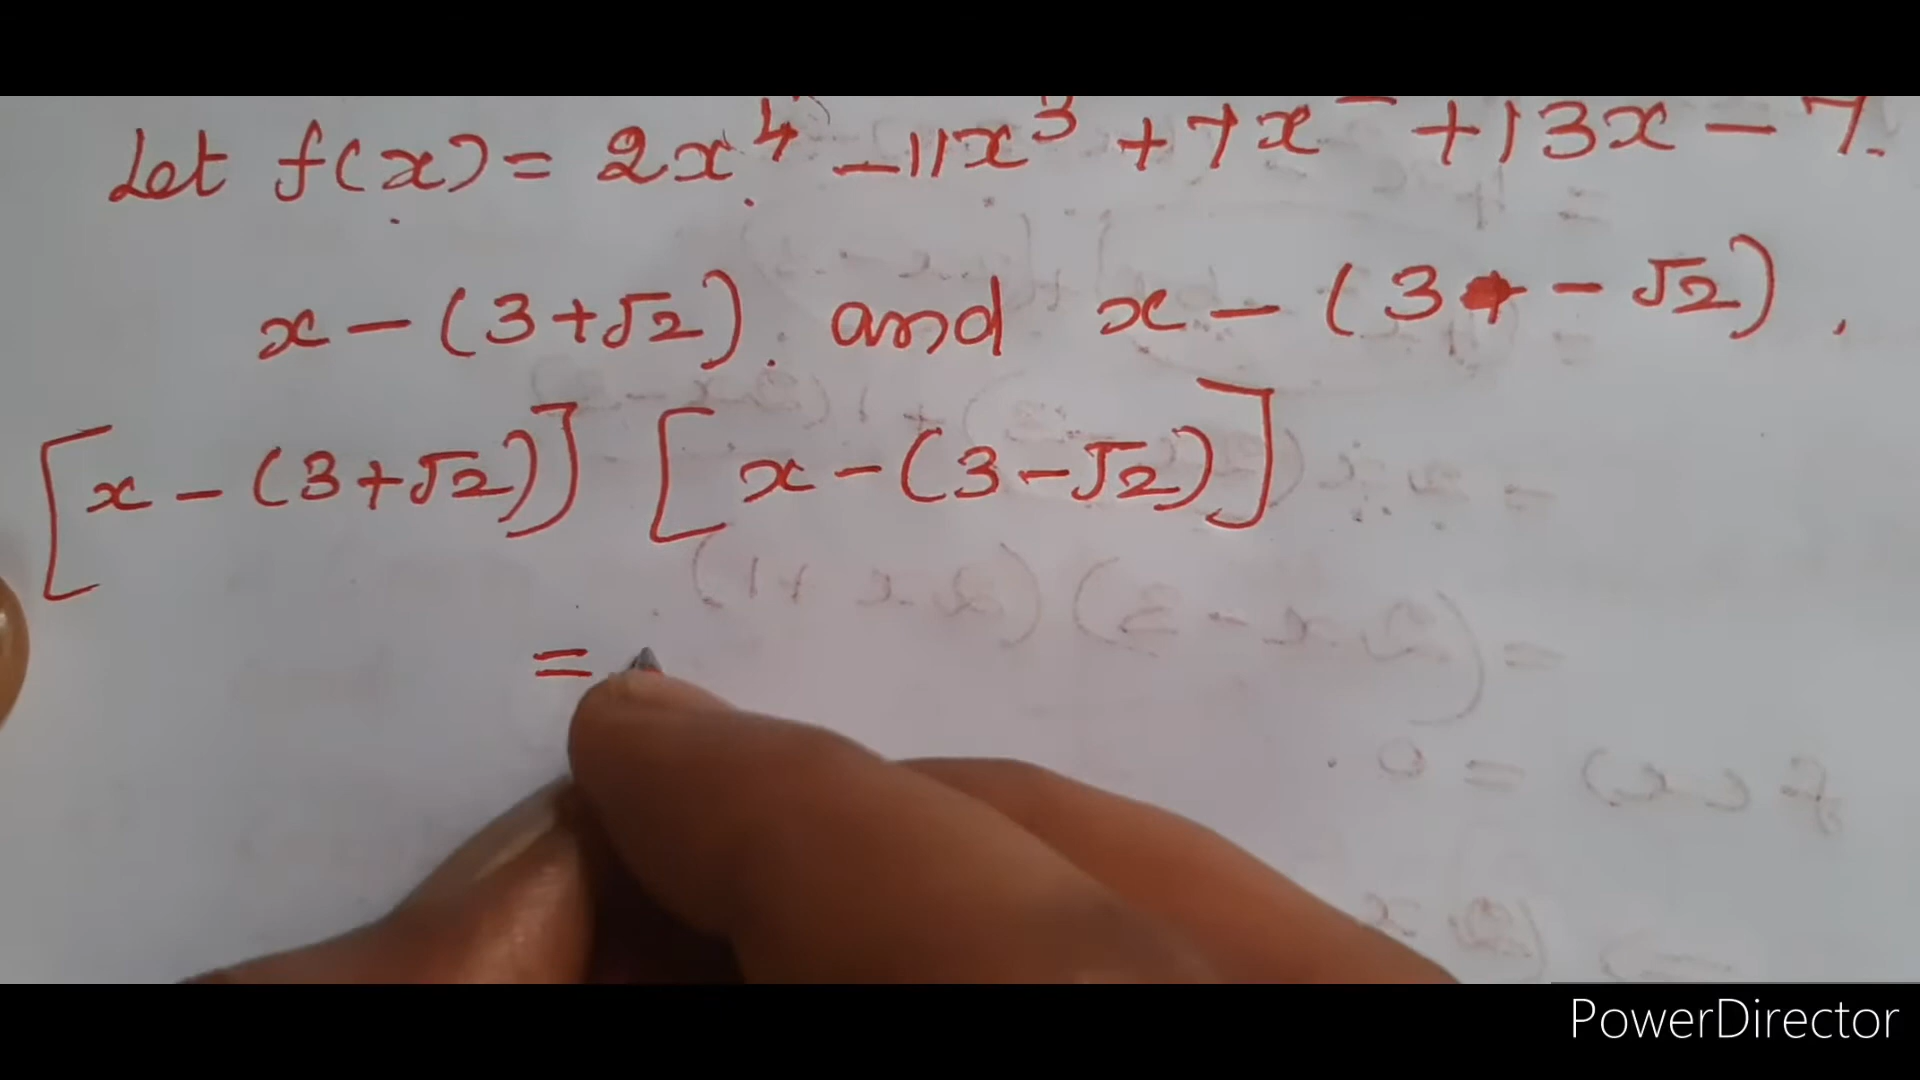 Let f(x) = 2x⁴ - 11x³ + 7x + 13x - 7.
x - (3+√2). and x - (3 - √2).
[x - (3+√2)] [x - (3-√2)]
=
PowerDirector